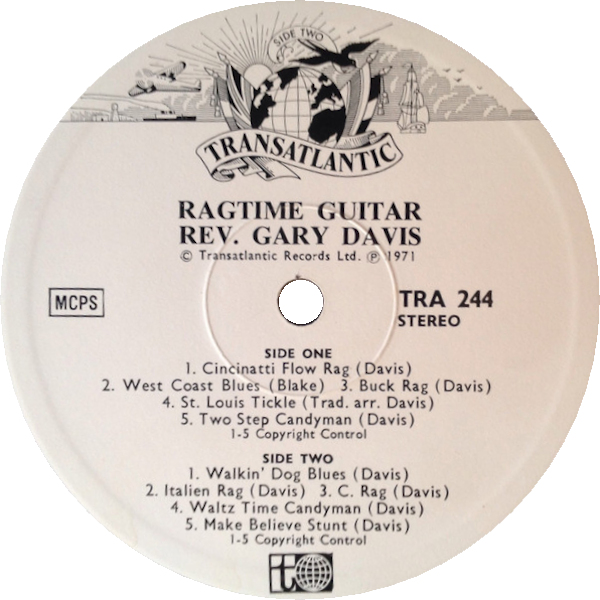 SIDE TWO
TRANSATLANTIC
RAGTIME GUITAR
REV. GARY DAVIS
© Transatlantic Records Ltd. ℗ 1971
MCPS
TRA 244
STEREO
SIDE ONE
1. Cincinatti Flow Rag (Davis)
2. West Coast Blues (Blake) 3. Buck Rag (Davis)
4. St. Louis Tickle (Trad. arr. Davis)
5. Two Step Candyman (Davis)
1-5 Copyright Control
SIDE TWO
1. Walkin' Dog Blues (Davis)
2. Italien Rag (Davis) 3. C. Rag (Davis)
4. Waltz Time Candyman (Davis)
5. Make Believe Stunt (Davis)
1-5 Copyright Control
t